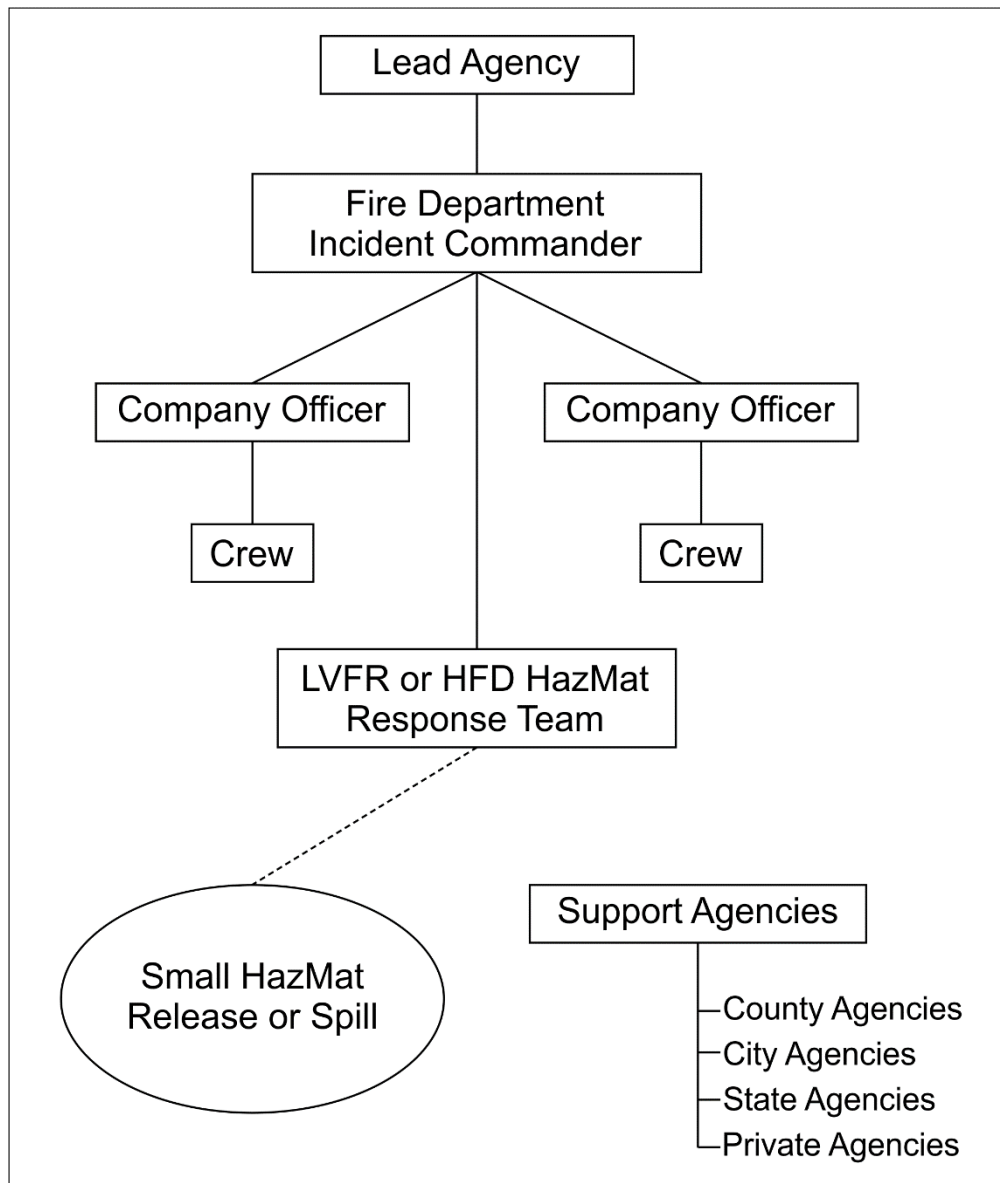 Lead Agency
Fire Department
Incident Commander
Company Officer
Company Officer
Crew
Crew
LVFR or HFD HazMat
Response Team
Small HazMat
Release or Spill
Support Agencies
County Agencies
City Agencies
State Agencies
Private Agencies